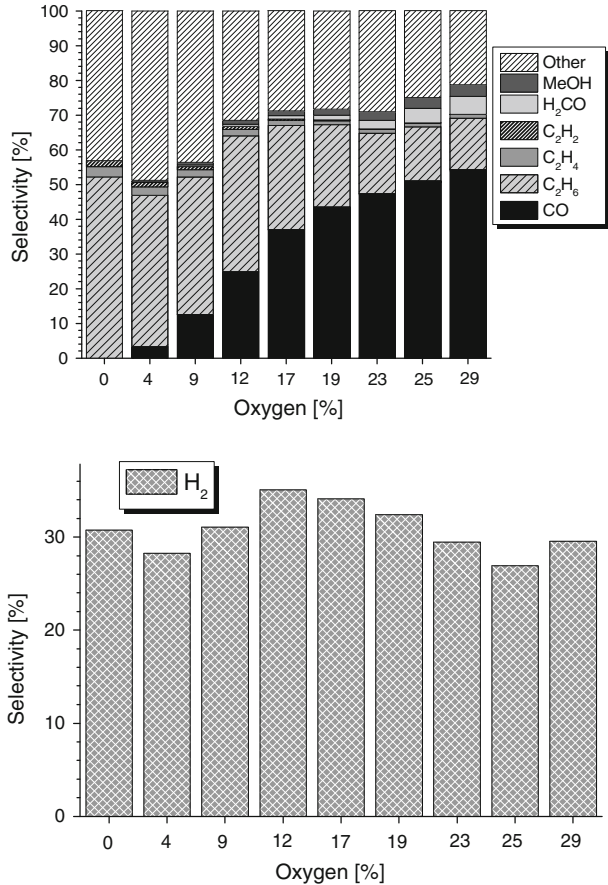 100
90
80
70
60
50
40
30
20
10
0
Selectivity [%]
0 4 9 12 17 19 23 25 29
Oxygen [%]
Other
MeOH
H₂CO
C₂H₂
C₂H₄
C₂H₆
CO
H₂
30
20
10
0
Selectivity [%]
0 4 9 12 17 19 23 25 29
Oxygen [%]